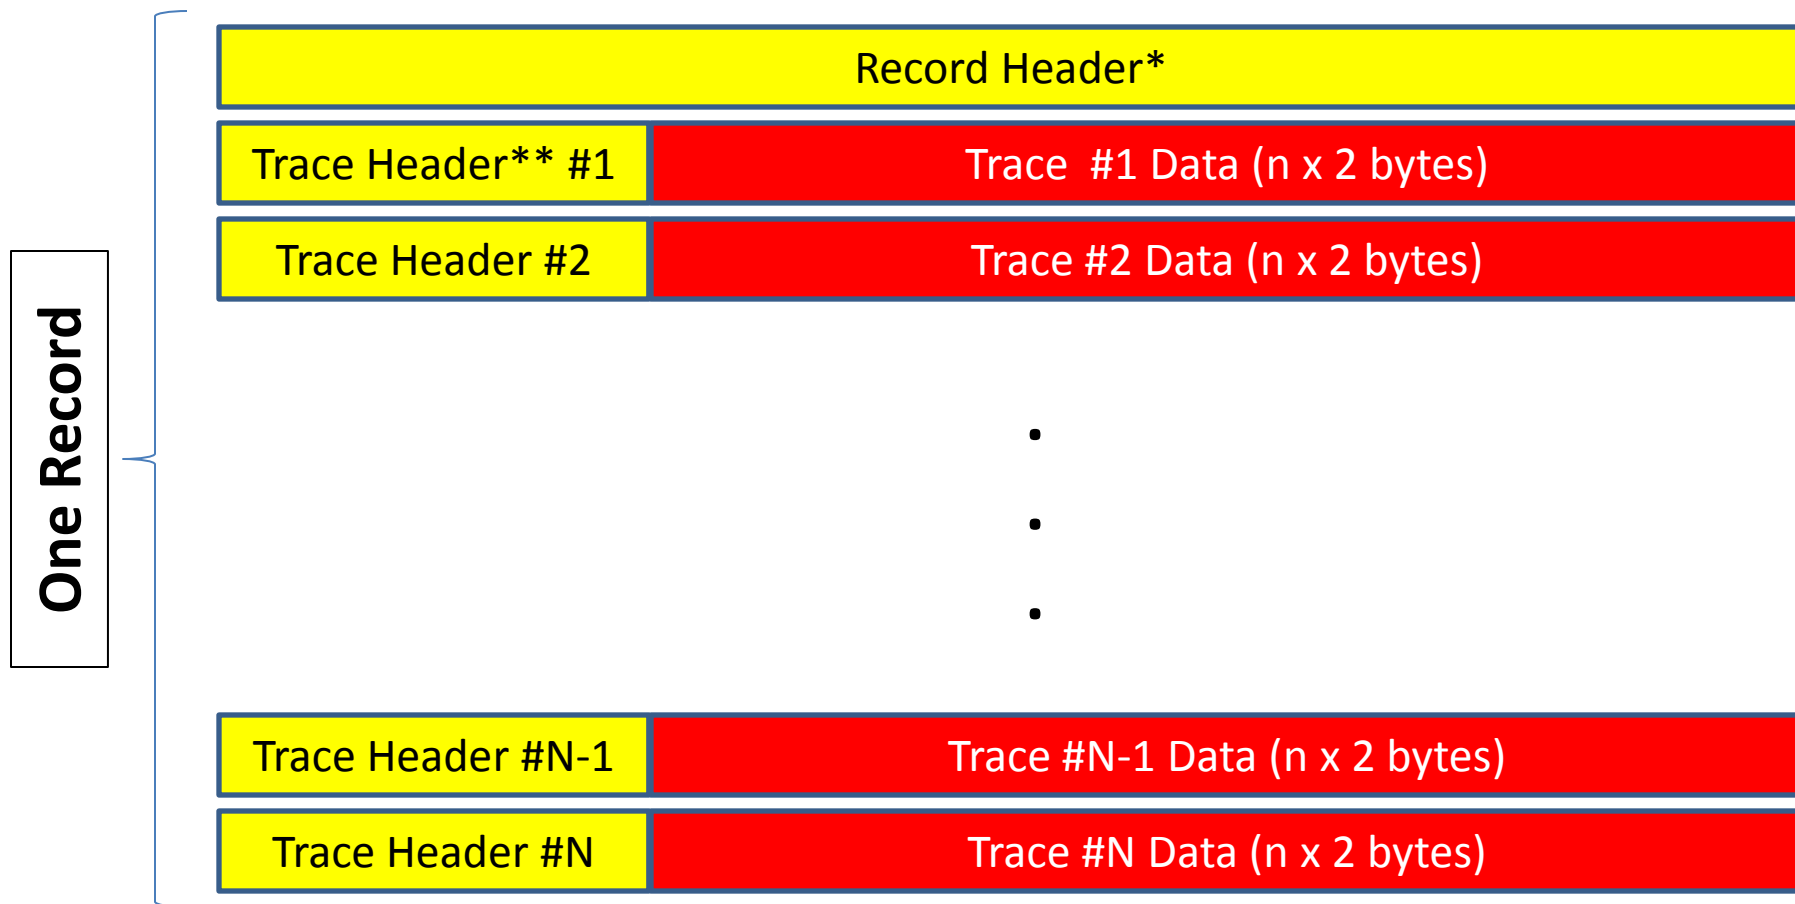 Record Header*
Trace Header** #1
Trace  #1 Data (n x 2 bytes)
Trace Header #2
Trace #2 Data (n x 2 bytes)
One Record
.
.
.
Trace Header #N-1
Trace #N-1 Data (n x 2 bytes)
Trace Header #N
Trace #N Data (n x 2 bytes)